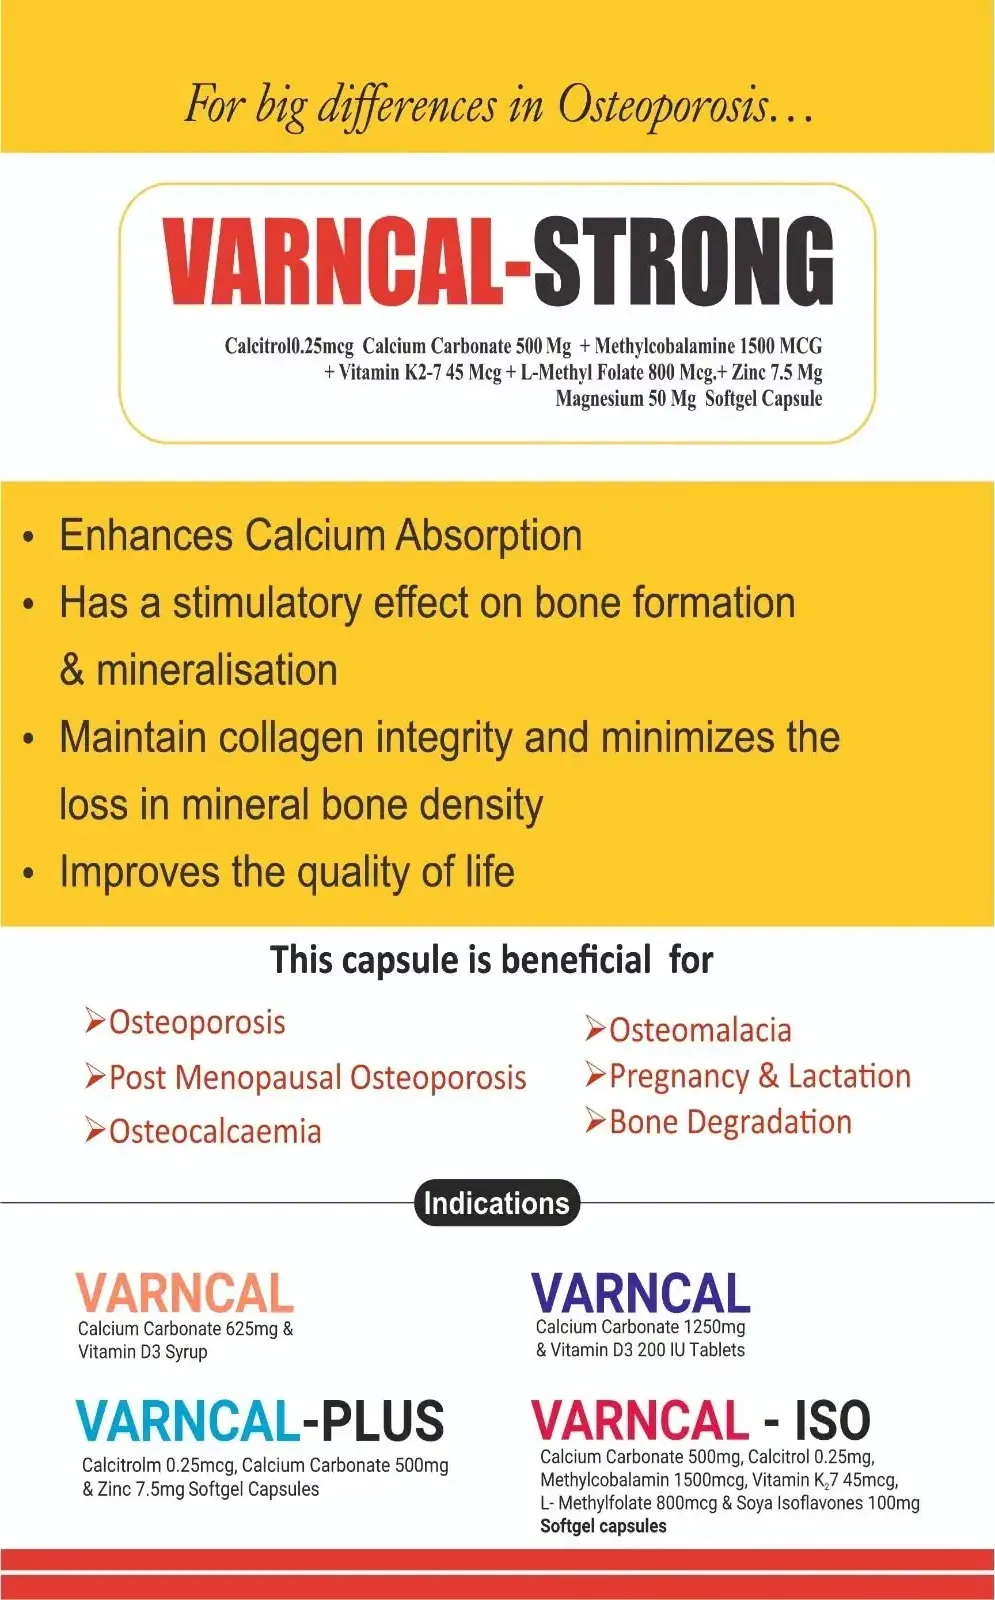 For big differences in Osteoporosis...
VARNCAL-STRONG
Calcitrol0.25mcg Calcium Carbonate 500 Mg + Methylcobalamine 1500 MCG
+ Vitamin K2-7 45 Mcg + L-Methyl Folate 800 Mcg.+ Zinc 7.5 Mg
Magnesium 50 Mg Softgel Capsule
• Enhances Calcium Absorption
• Has a stimulatory effect on bone formation
& mineralisation
• Maintain collagen integrity and minimizes the
loss in mineral bone density
• Improves the quality of life
This capsule is beneficial for
➢Osteoporosis
➢Post Menopausal Osteoporosis
➢Osteocalcaemia
➢Osteomalacia
➢Pregnancy & Lactation
➢Bone Degradation
Indications
VARNCAL
Calcium Carbonate 625mg &
Vitamin D3 Syrup
VARNCAL
Calcium Carbonate 1250mg
& Vitamin D3 200 IU Tablets
VARNCAL-PLUS
Calcitrolm 0.25mcg, Calcium Carbonate 500mg
& Zinc 7.5mg Softgel Capsules
VARNCAL - ISO
Calcium Carbonate 500mg, Calcitrol 0.25mg,
Methylcobalamin 1500mcg, Vitamin K₂7 45mcg,
L- Methylfolate 800mcg & Soya Isoflavones 100mg
Softgel capsules